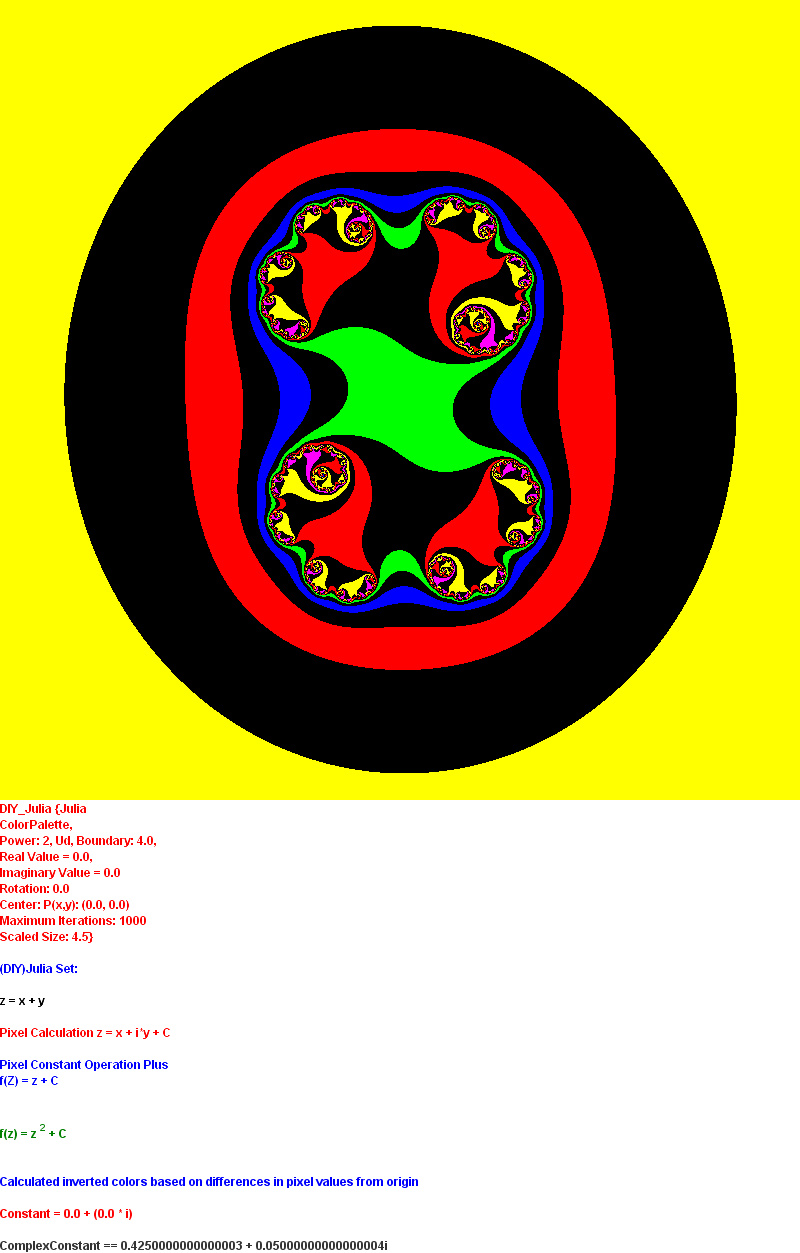 DIY_Julia {Julia
ColorPalette,
Power: 2, Ud, Boundary: 4.0,
Real Value = 0.0,
Imaginary Value = 0.0
Rotation: 0.0
Center: P(x,y): (0.0, 0.0)
Maximum Iterations: 1000
Scaled Size: 4.5}
(DIY)Julia Set:
z = x + y
Pixel Calculation z = x + i*y + C
Pixel Constant Operation Plus
f(Z) = z + C
f(z) = z 2 + C
Calculated inverted colors based on differences in pixel values from origin
Constant = 0.0 + (0.0 * i)
ComplexConstant == 0.4250000000000003 + 0.05000000000000004i